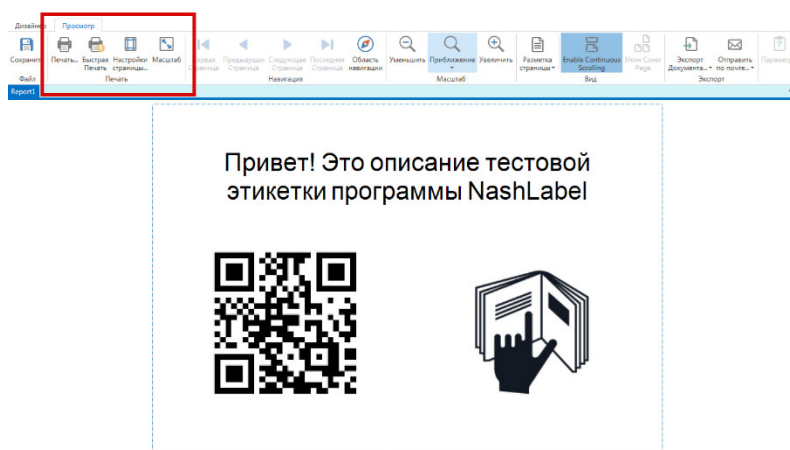 Дизайнер Просмотр
Сохранить Печать... Быстрая Печать Настройки страницы... Масштаб Первая Страница Предыдущая Страница Следующая Страница Последняя Страница Область навигации Уменьшить Приближение Увеличить Разметка страницы Enable Continuous Scrolling Show Cover Page Экспорт Документа... Отправить по почте... 
Файл Печать Навигация Масштаб Вид Экспорт
Report1
Привет! Это описание тестовой
этикетки программы NashLabel